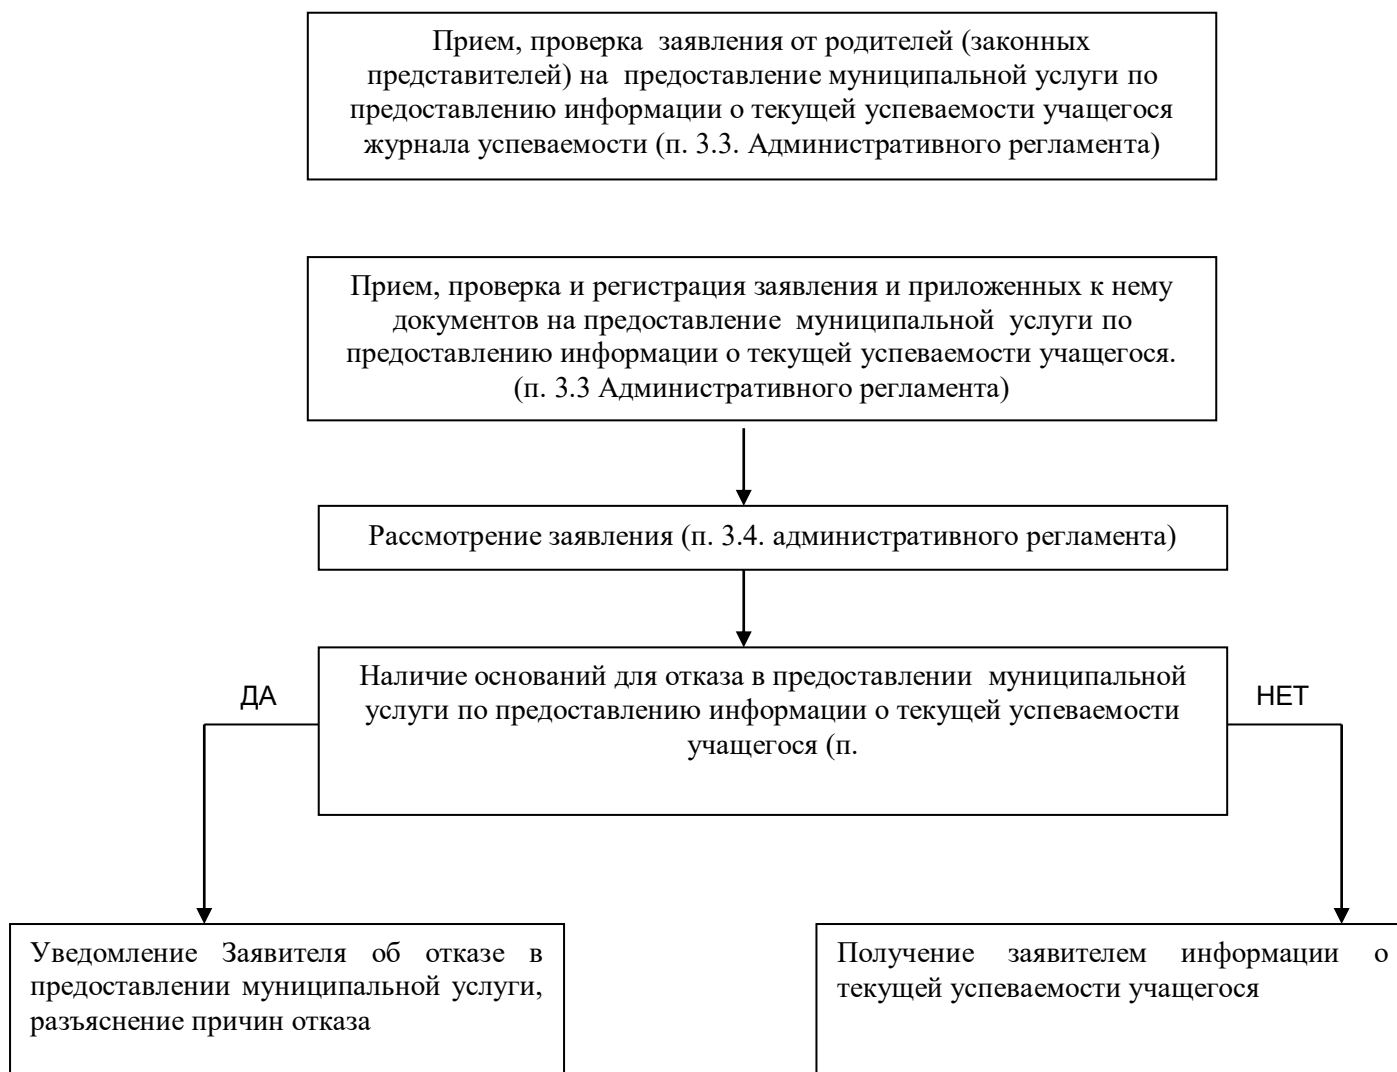 Прием, проверка  заявления от родителей (законных
представителей) на  предоставление муниципальной услуги по
предоставлению информации о текущей успеваемости учащегося
журнала успеваемости (п. 3.3. Административного регламента)
Прием, проверка и регистрация заявления и приложенных к нему
документов на предоставление  муниципальной  услуги по
предоставлению информации о текущей успеваемости учащегося.
(п. 3.3 Административного регламента)
Рассмотрение заявления (п. 3.4. административного регламента)
Наличие оснований для отказа в предоставлении  муниципальной
услуги по предоставлению информации о текущей успеваемости
учащегося (п.
ДА
НЕТ
Уведомление Заявителя об отказе в
предоставлении муниципальной услуги,
разъяснение причин отказа
Получение заявителем информации о
текущей успеваемости учащегося